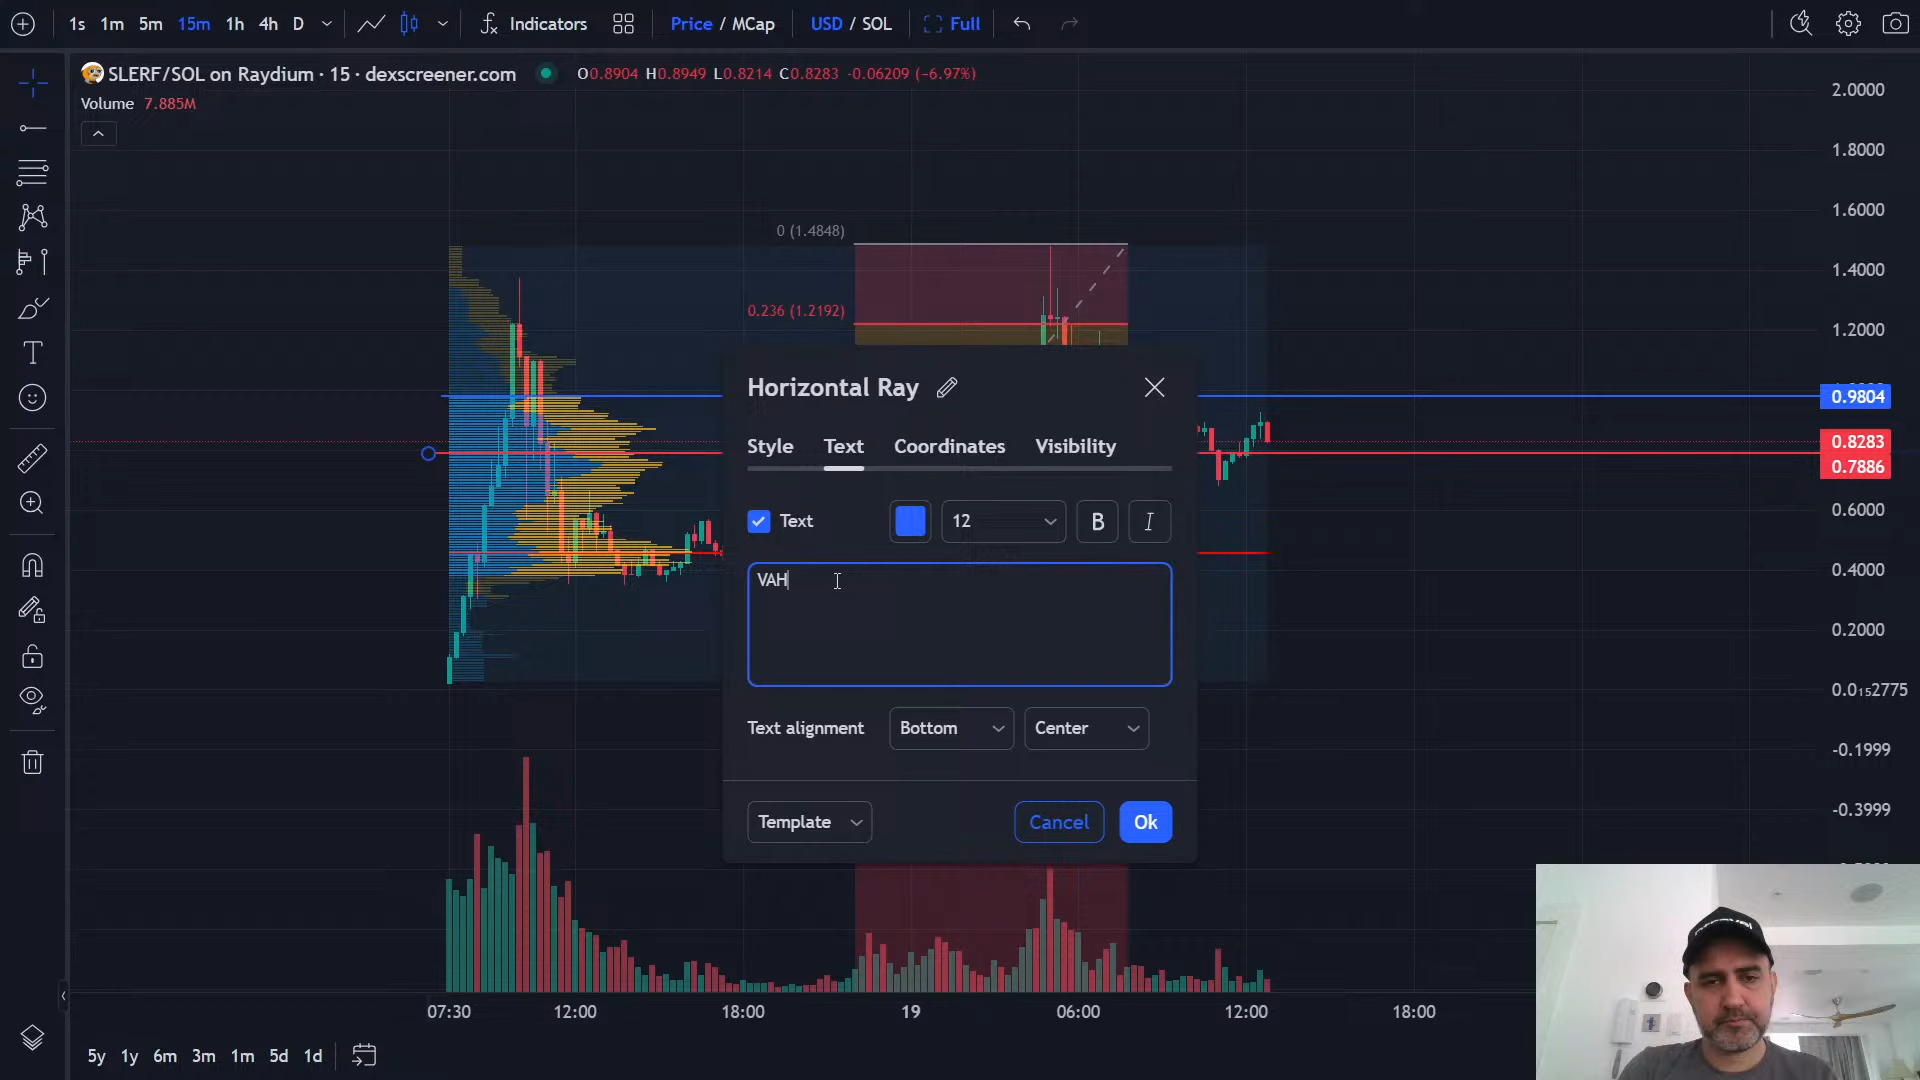 1s 1m 5m 15m 1h 4h D Indicators Price / MCap USD / SOL Full
SLERF/SOL on Raydium · 15 · dexscreener.com O0.8904 H0.8949 L0.8214 C0.8283 -0.06209 (−6.97%)
Volume 7.885M
2.0000
1.8000
1.6000
1.4000
1.2000
0.9804
0.8283
0.7886
0.6000
0.4000
0.2000
0.0152775
-0.1999
-0.3999
0 (1.4848)
0.236 (1.2192)
Horizontal Ray
Style Text Coordinates Visibility
Text 12 B I
VAH
Text alignment Bottom Center
Template Cancel Ok
07:30 12:00 18:00 19 06:00 12:00 18:00
5y 1y 6m 3m 1m 5d 1d